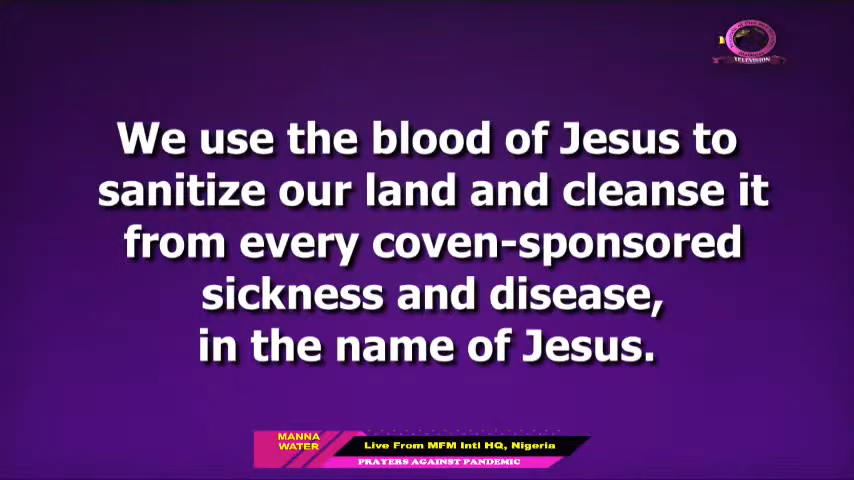 TELEVISION
We use the blood of Jesus to
sanitize our land and cleanse it
from every coven-sponsored
sickness and disease,
in the name of Jesus.
MANNA
WATER
Live From MFM Intl HQ, Nigeria
PRAYERS AGAINST PANDEMIC